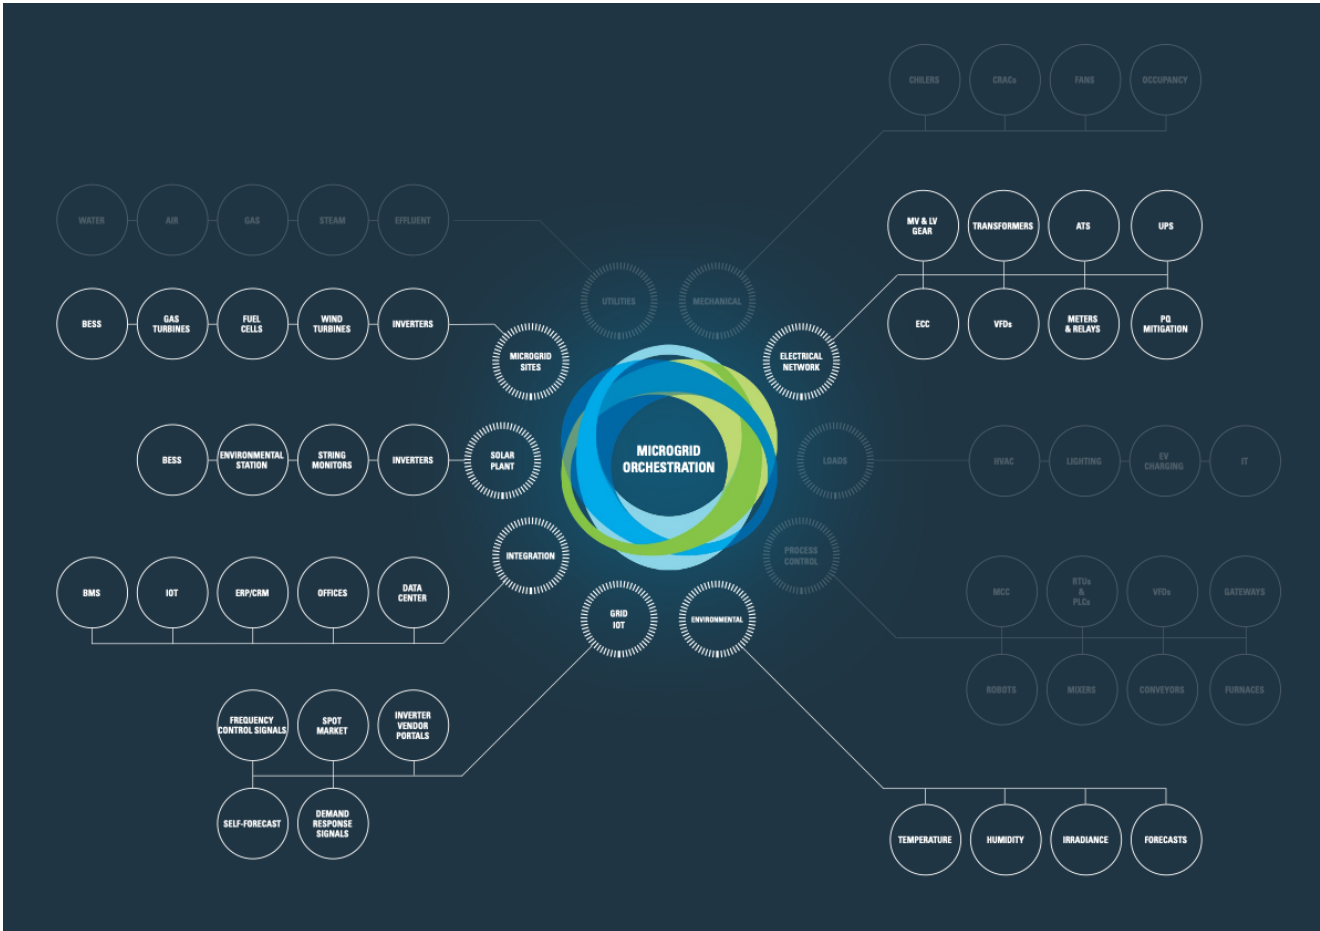 CHILERS
CRACs
FANS
OCCUPANCY
WATER
AIR
GAS
STEAM
EFFLUENT
MV & LV
GEAR
TRANSFORMERS
ATS
UPS
UTILITIES
MECHANICAL
BESS
GAS
TURBINES
FUEL
CELLS
WIND
TURBINES
INVERTERS
MICROGRID
SITES
ELECTRICAL
NETWORK
ECC
VFDs
METERS
& RELAYS
PQ
MITIGATION
BESS
ENVIRONMENTAL
STATION
STRING
MONITORS
INVERTERS
SOLAR
PLANT
MICROGRID
ORCHESTRATION
LOADS
HVAC
LIGHTING
EV
CHARGING
IT
INTEGRATION
PROCESS
CONTROL
BMS
IOT
ERP/CRM
OFFICES
DATA
CENTER
GRID
IOT
ENVIRONMENTAL
MCC
RTUs
&
PLCs
VFDs
GATEWAYS
ROBOTS
MIXERS
CONVEYORS
FURNACES
FREQUENCY
CONTROL SIGNALS
SPOT
MARKET
INVERTER
VENDOR
PORTALS
SELF-FORECAST
DEMAND
RESPONSE
SIGNALS
TEMPERATURE
HUMIDITY
IRRADIANCE
FORECASTS